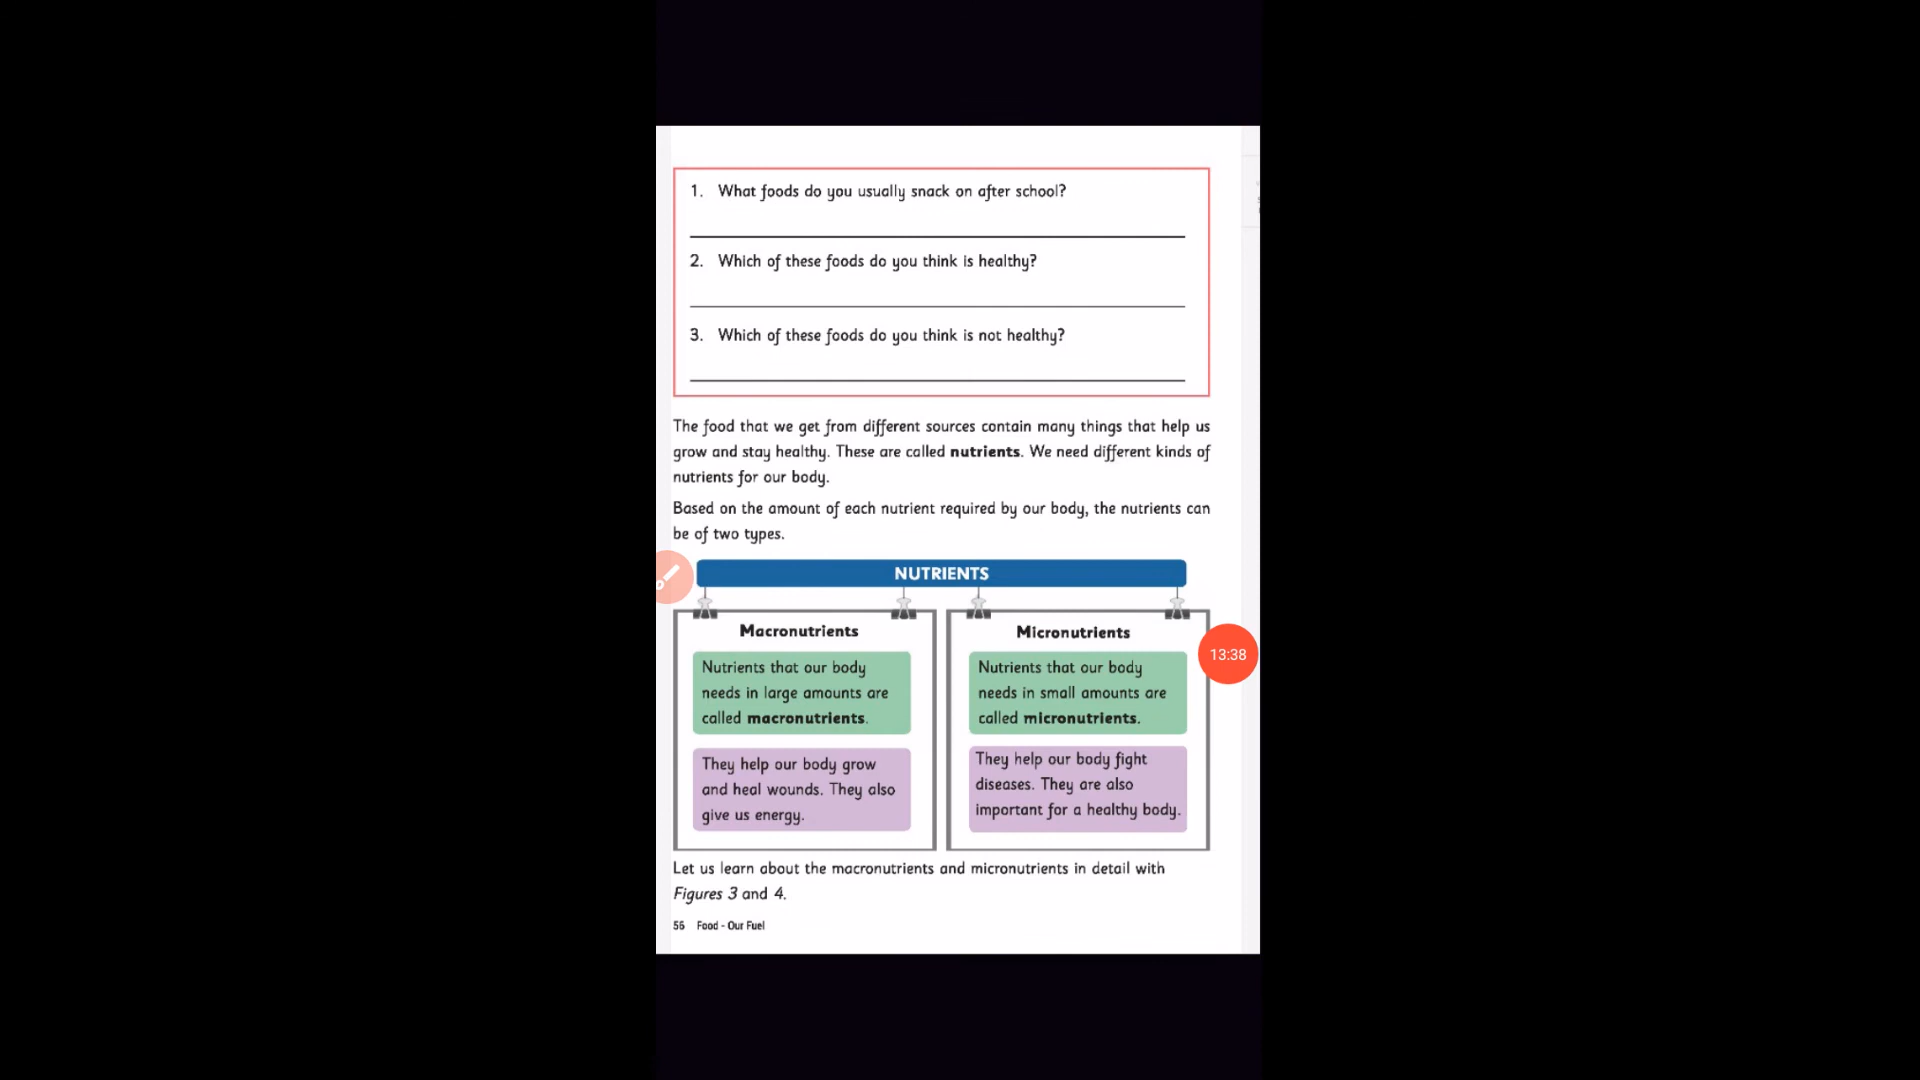 1. What foods do you usually snack on after school?
2. Which of these foods do you think is healthy?
3. Which of these foods do you think is not healthy?
The food that we get from different sources contain many things that help us
grow and stay healthy. These are called nutrients. We need different kinds of
nutrients for our body.
Based on the amount of each nutrient required by our body, the nutrients can
be of two types.
NUTRIENTS
Macronutrients
Nutrients that our body
needs in large amounts are
called macronutrients.
They help our body grow
and heal wounds. They also
give us energy.
Micronutrients
Nutrients that our body
needs in small amounts are
called micronutrients.
They help our body fight
diseases. They are also
important for a healthy body.
13:38
Let us learn about the macronutrients and micronutrients in detail with
Figures 3 and 4.
56 Food - Our Fuel